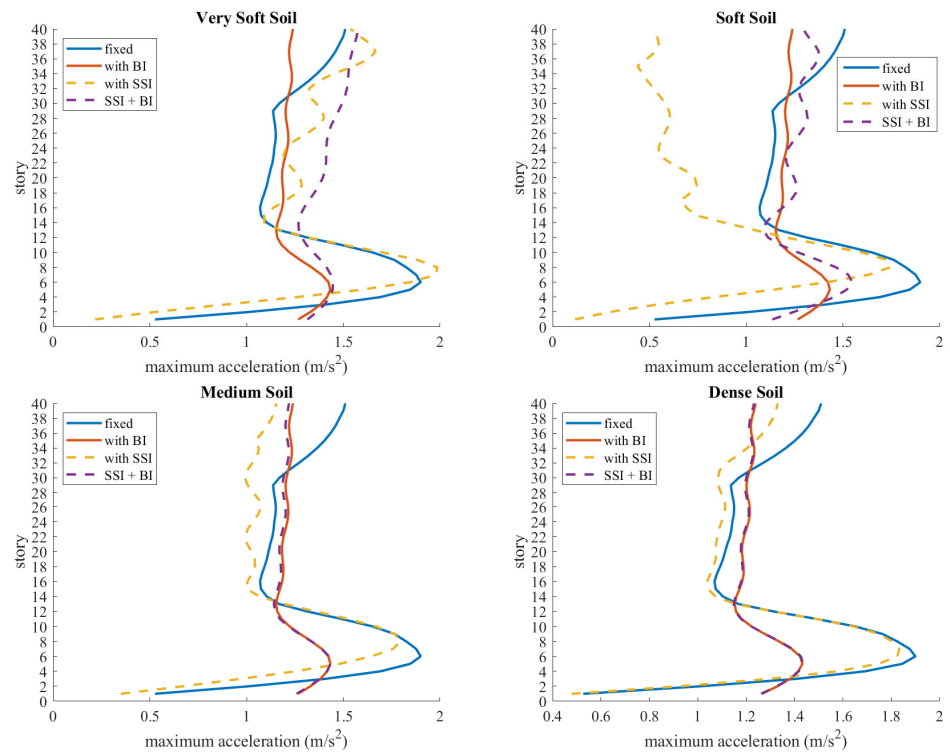 Very Soft Soil
40
38
36
34
32
30
28
26
24
22
20
18
16
14
12
10
8
6
4
2
0
story
fixed
with BI
with SSI
SSI + BI
0 0.5 1 1.5 2
maximum acceleration (m/s²)
Soft Soil
40
38
36
34
32
30
28
26
24
22
20
18
16
14
12
10
8
6
4
2
0
story
fixed
with BI
with SSI
SSI + BI
0 0.5 1 1.5 2
maximum acceleration (m/s²)
Medium Soil
40
38
36
34
32
30
28
26
24
22
20
18
16
14
12
10
8
6
4
2
0
story
fixed
with BI
with SSI
SSI + BI
0 0.5 1 1.5 2
maximum acceleration (m/s²)
Dense Soil
40
38
36
34
32
30
28
26
24
22
20
18
16
14
12
10
8
6
4
2
0
story
fixed
with BI
with SSI
SSI + BI
0.4 0.6 0.8 1 1.2 1.4 1.6 1.8 2
maximum acceleration (m/s²)